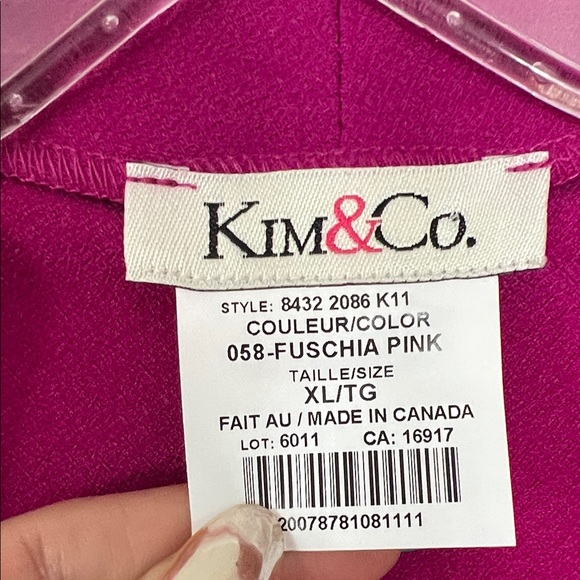 KIM&CO.
STYLE: 8432 2086 K11
COULEUR/COLOR
058-FUSCHIA PINK
TAILLE/SIZE
XL/TG
FAIT AU / MADE IN CANADA
LOT: 6011 CA: 16917
20078781081111